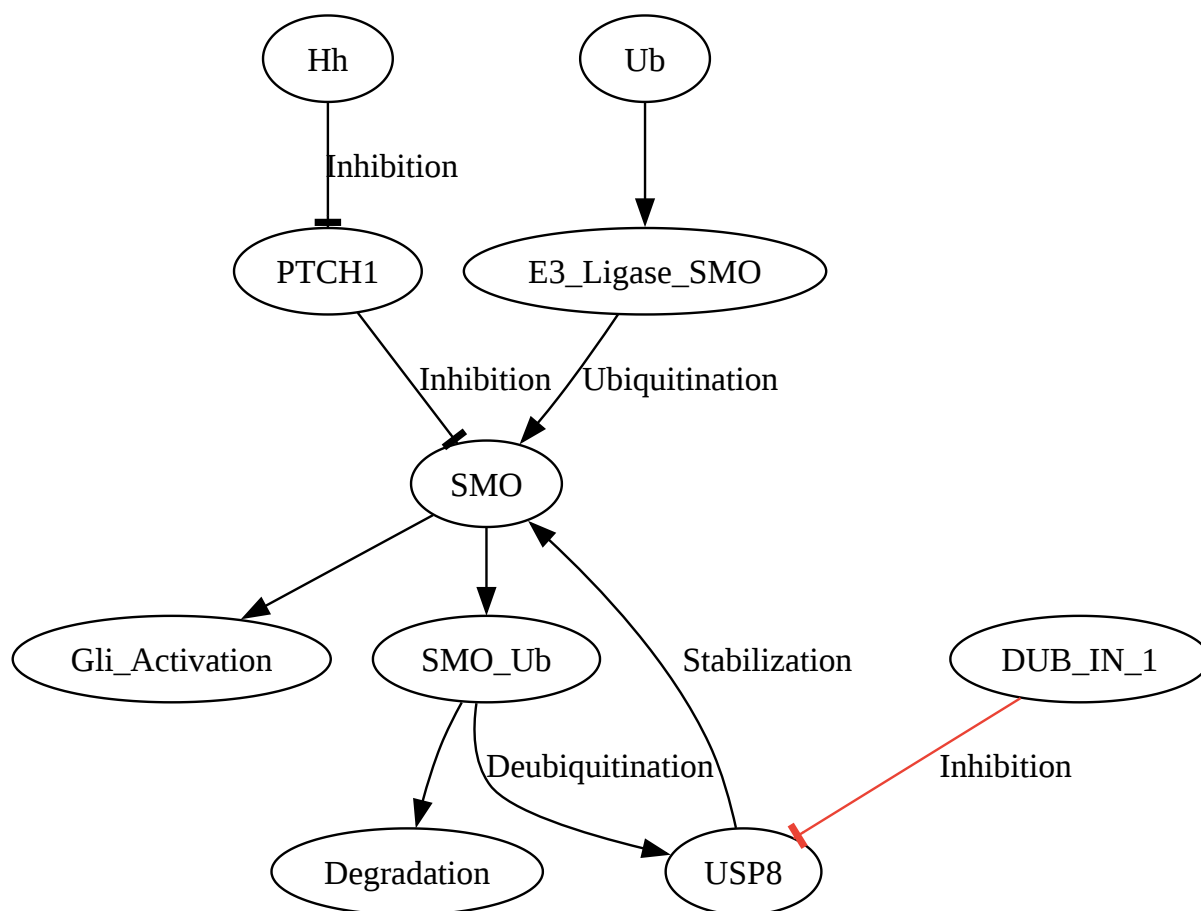 Hh
Ub
Inhibition
PTCH1
E3_Ligase_SMO
Inhibition
Ubiquitination
SMO
Gli_Activation
SMO_Ub
Stabilization
DUB_IN_1
Deubiquitination
Inhibition
Degradation
USP8